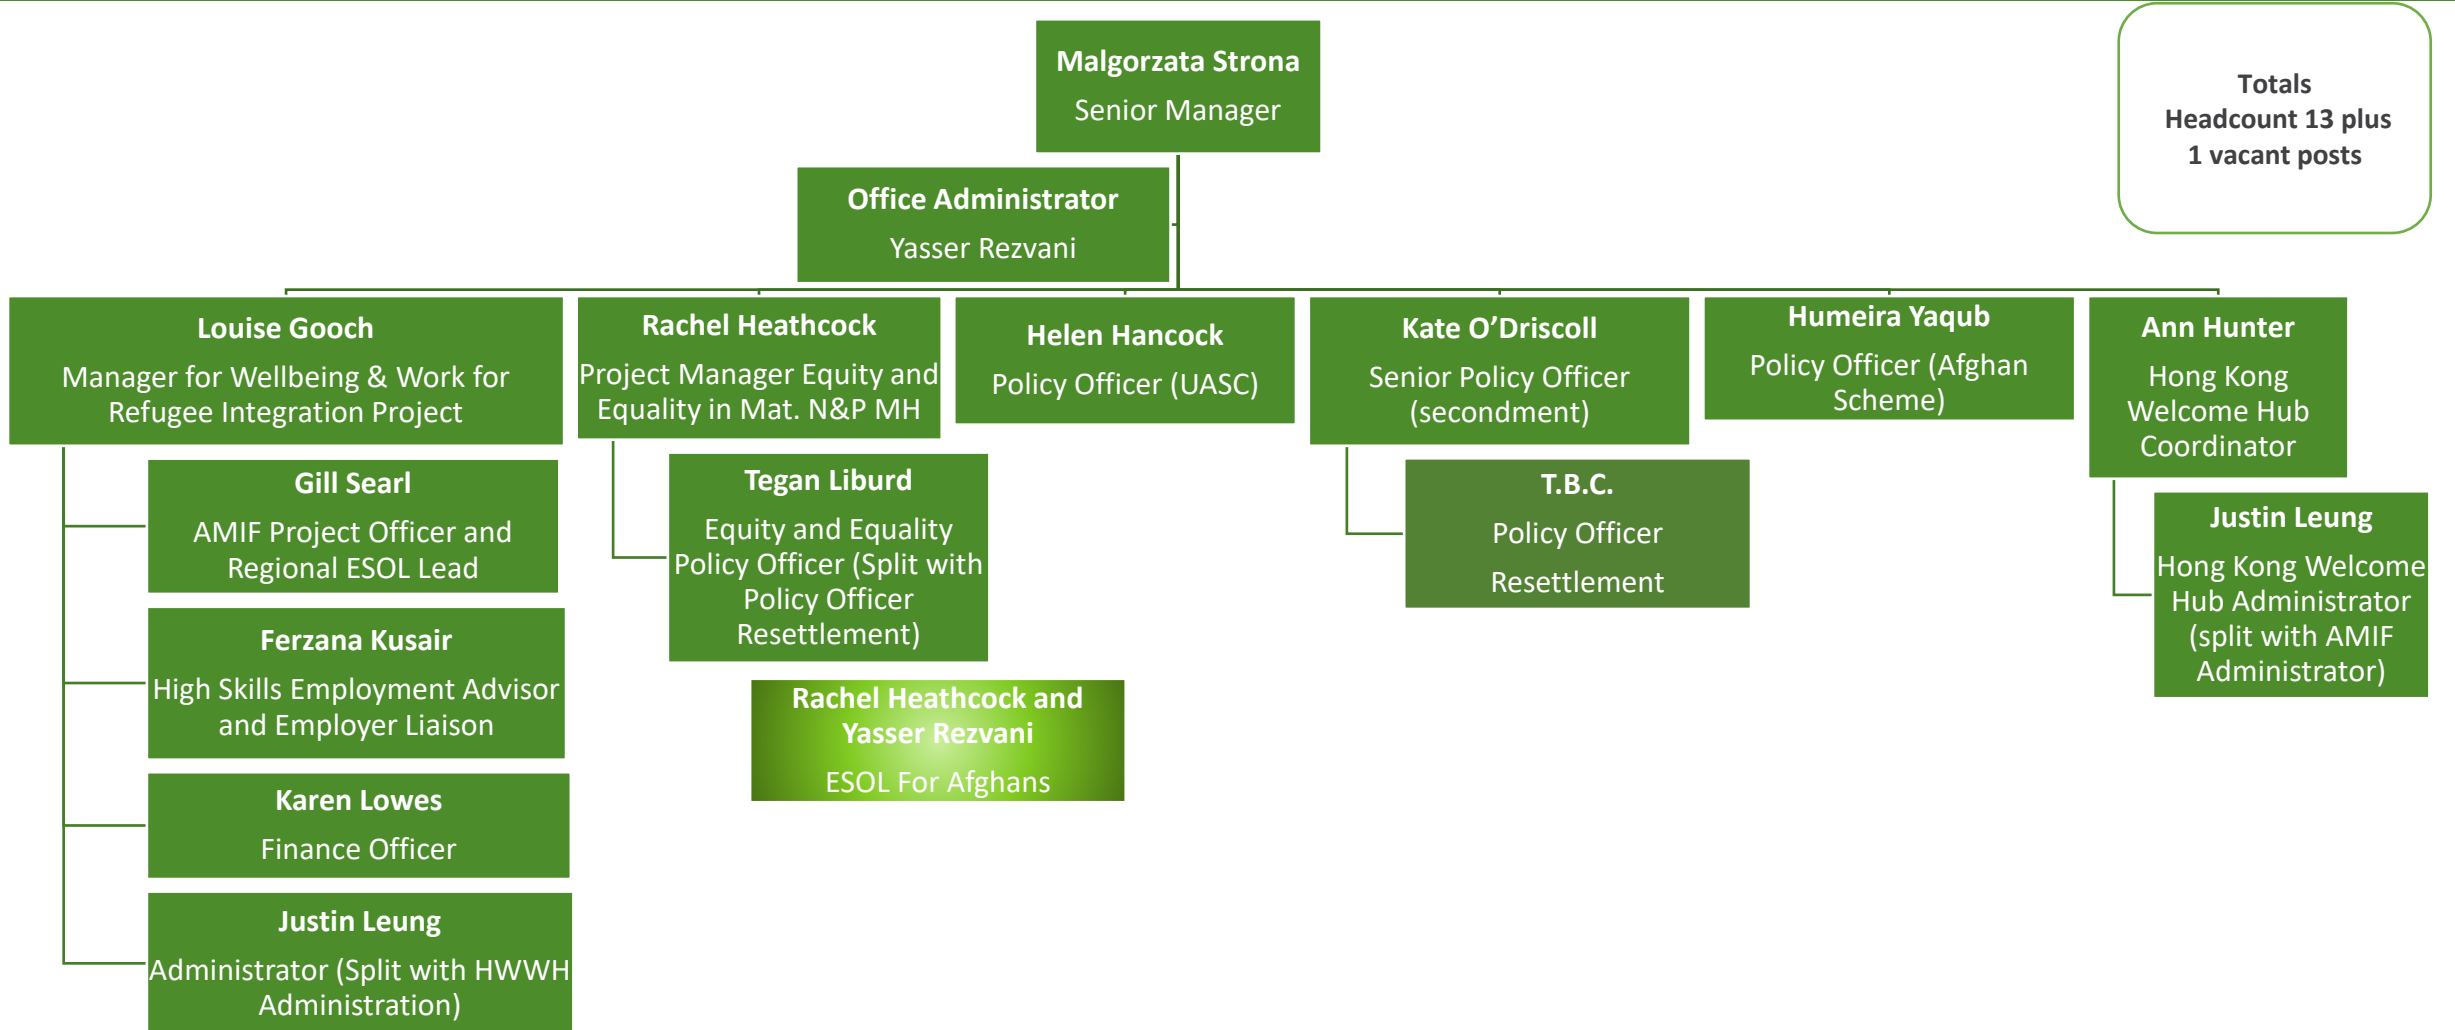 Malgorzata Strona
Senior Manager
Totals
Headcount 13 plus
1 vacant posts
Office Administrator
Yasser Rezvani
Louise Gooch
Manager for Wellbeing & Work for
Refugee Integration Project
Rachel Heathcock
Project Manager Equity and
Equality in Mat. N&P MH
Helen Hancock
Policy Officer (UASC)
Kate O’Driscoll
Senior Policy Officer
(secondment)
Humeira Yaqub
Policy Officer (Afghan
Scheme)
Ann Hunter
Hong Kong
Welcome Hub
Coordinator
Gill Searl
AMIF Project Officer and
Regional ESOL Lead
Ferzana Kusair
High Skills Employment Advisor
and Employer Liaison
Karen Lowes
Finance Officer
Justin Leung
Administrator (Split with HWWH
Administration)
Tegan Liburd
Equity and Equality
Policy Officer (Split with
Policy Officer
Resettlement)
Rachel Heathcock and
Yasser Rezvani
ESOL For Afghans
T.B.C.
Policy Officer
Resettlement
Justin Leung
Hong Kong Welcome
Hub Administrator
(split with AMIF
Administrator)